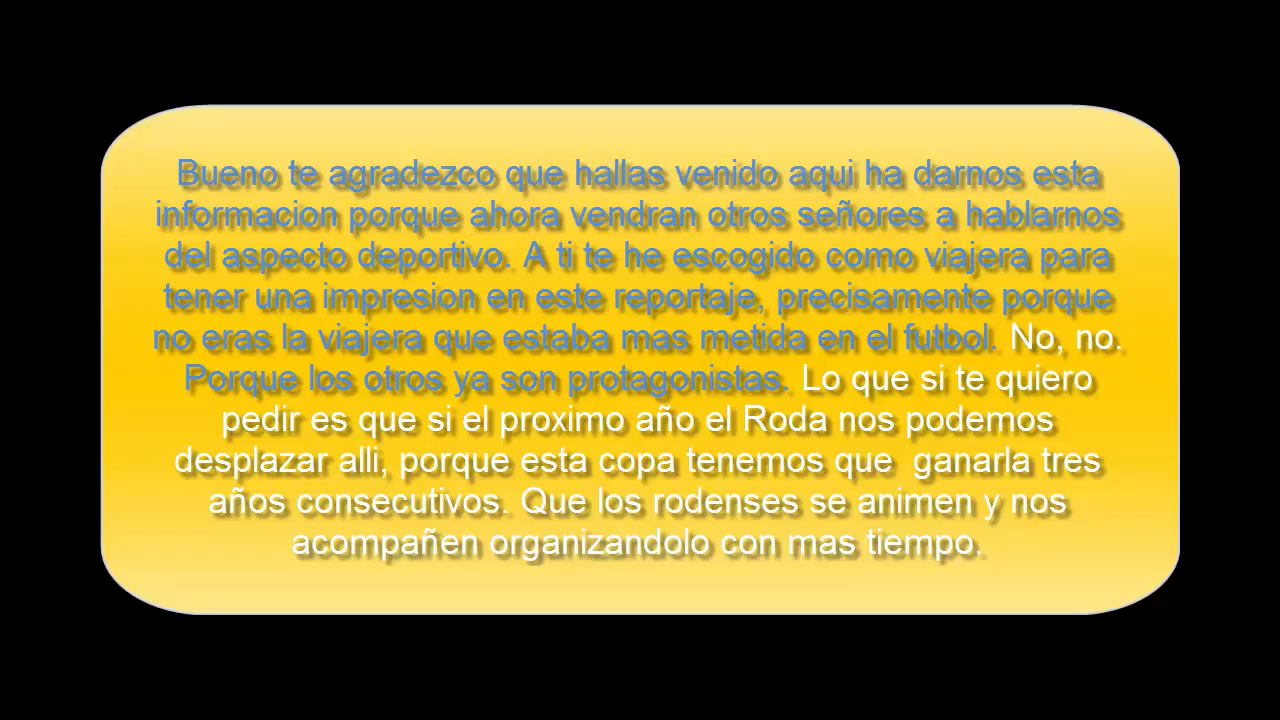 Bueno te agradezco que hallas venido aqui ha darnos esta
informacion porque ahora vendran otros señores a hablarnos
del aspecto deportivo. A ti te he escogido como viajera para
tener una impresion en este reportaje, precisamente porque
no eras la viajera que estaba mas metida en el futbol. No, no.
Porque los otros ya son protagonistas. Lo que si te quiero
pedir es que si el proximo año el Roda nos podemos
desplazar alli, porque esta copa tenemos que  ganarla tres
años consecutivos. Que los rodenses se animen y nos
acompañen organizandolo con mas tiempo.